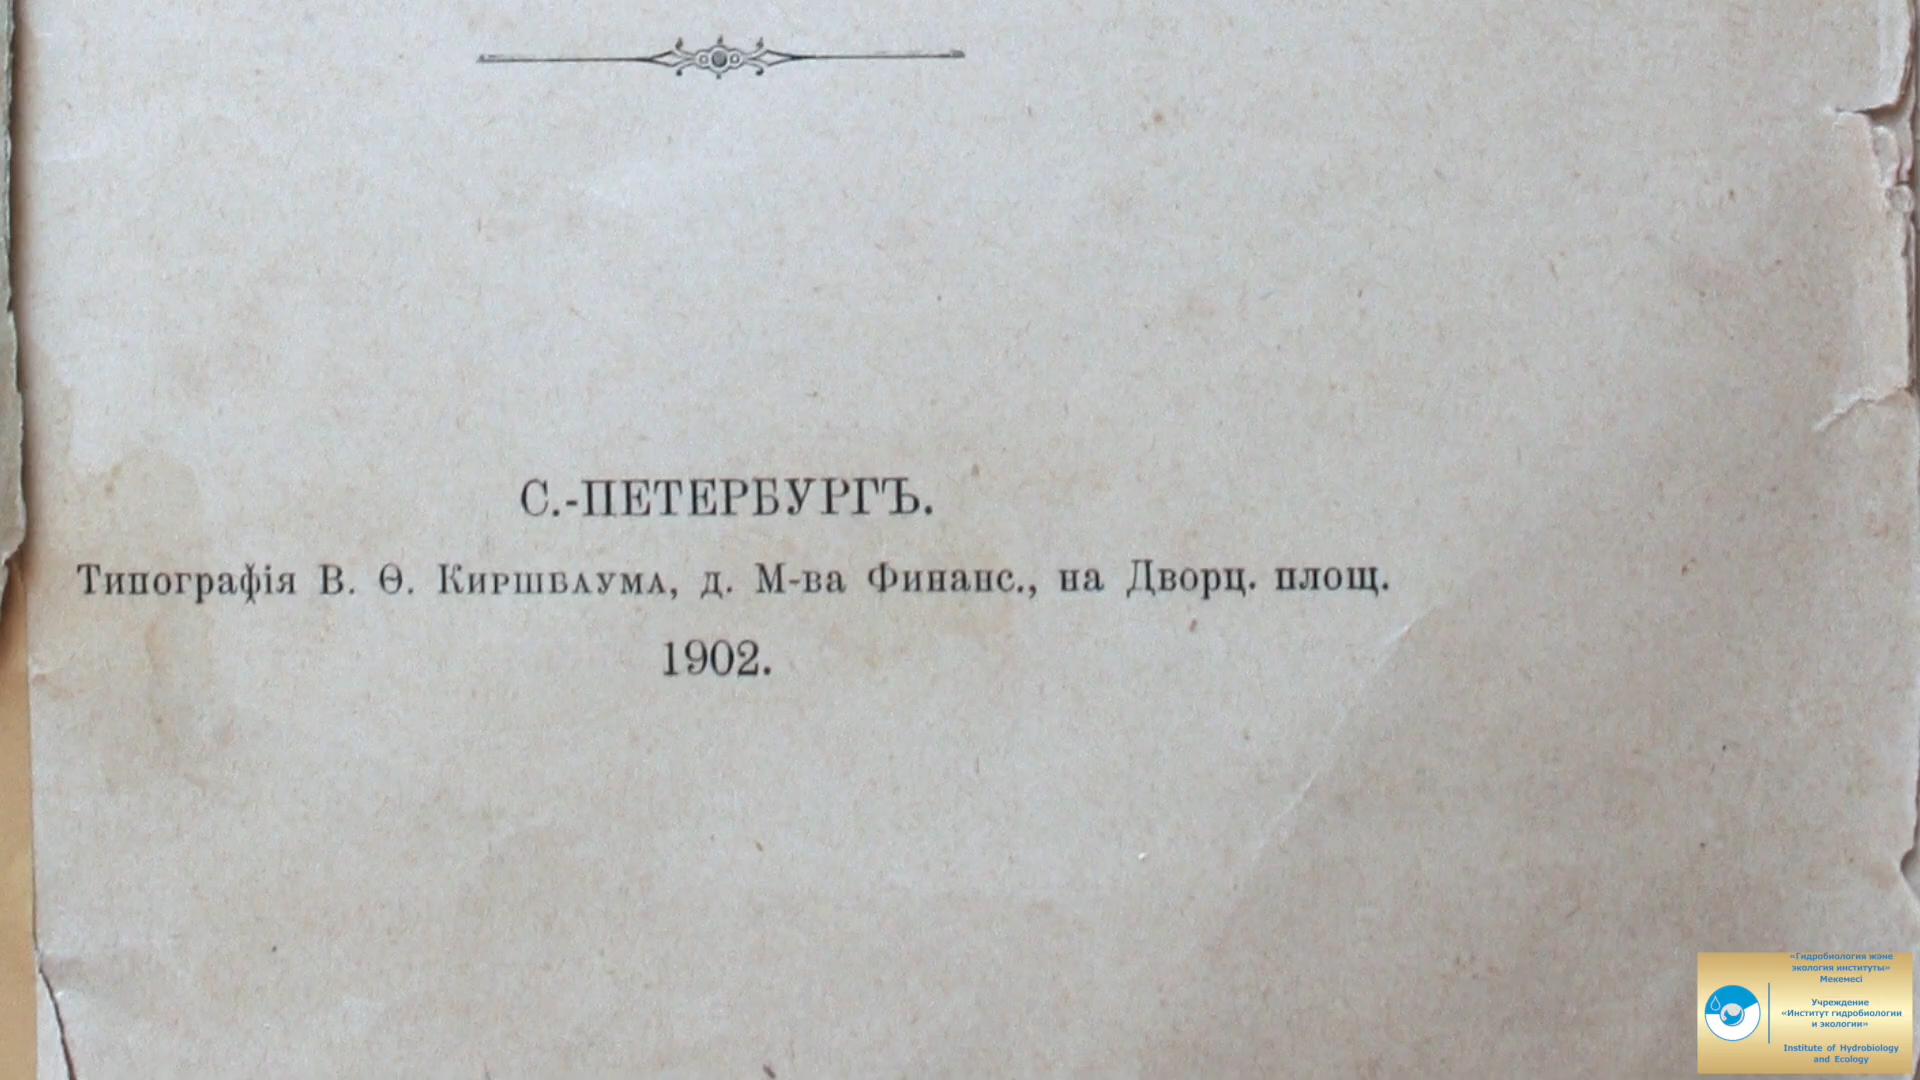 С.-ПЕТЕРБУРГЪ.
Типографія В. Ѳ. Киршбаума, д. М-ва Финанс., на Дворц. площ.
1902.
«Гидробиология және
экология институты»
Мекемесі
Учреждение
«Институт гидробиологии
и экологии»
Institute of Hydrobiology
and Ecology